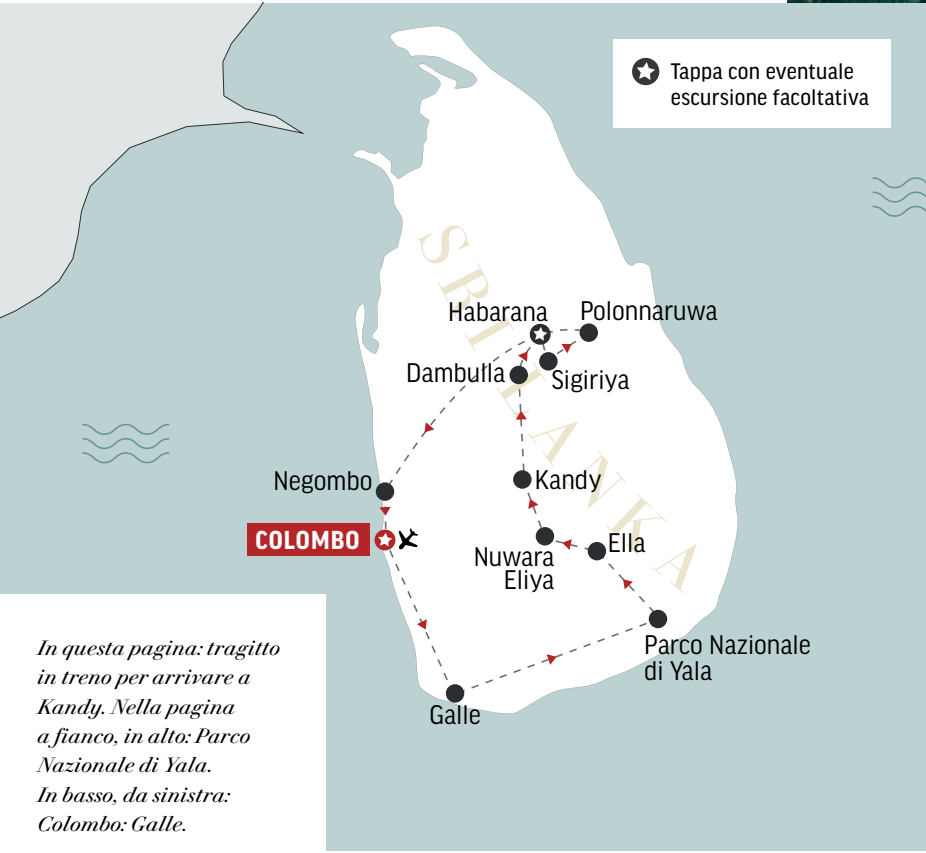 Tappa con eventuale
escursione facoltativa
SRI LANKA
Habarana
Polonnaruwa
Dambulla
Sigiriya
Negombo
Kandy
COLOMBO
Ella
Nuwara
Eliya
Parco Nazionale
di Yala
Galle
In questa pagina: tragitto
in treno per arrivare a
Kandy. Nella pagina
a fianco, in alto: Parco
Nazionale di Yala.
In basso, da sinistra:
Colombo: Galle.